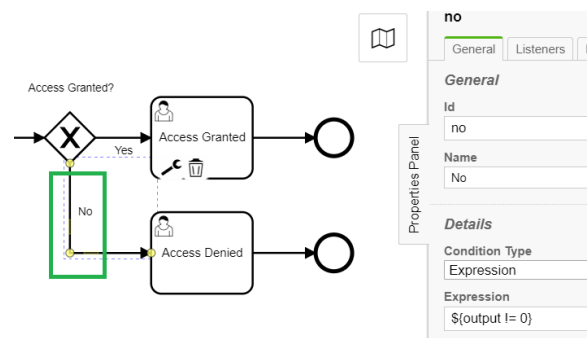 Access Granted?
Yes
Access Granted
No
Access Denied
Properties Panel
no
General
Listeners
General
Id
no
Name
No
Details
Condition Type
Expression
Expression
${output != 0}